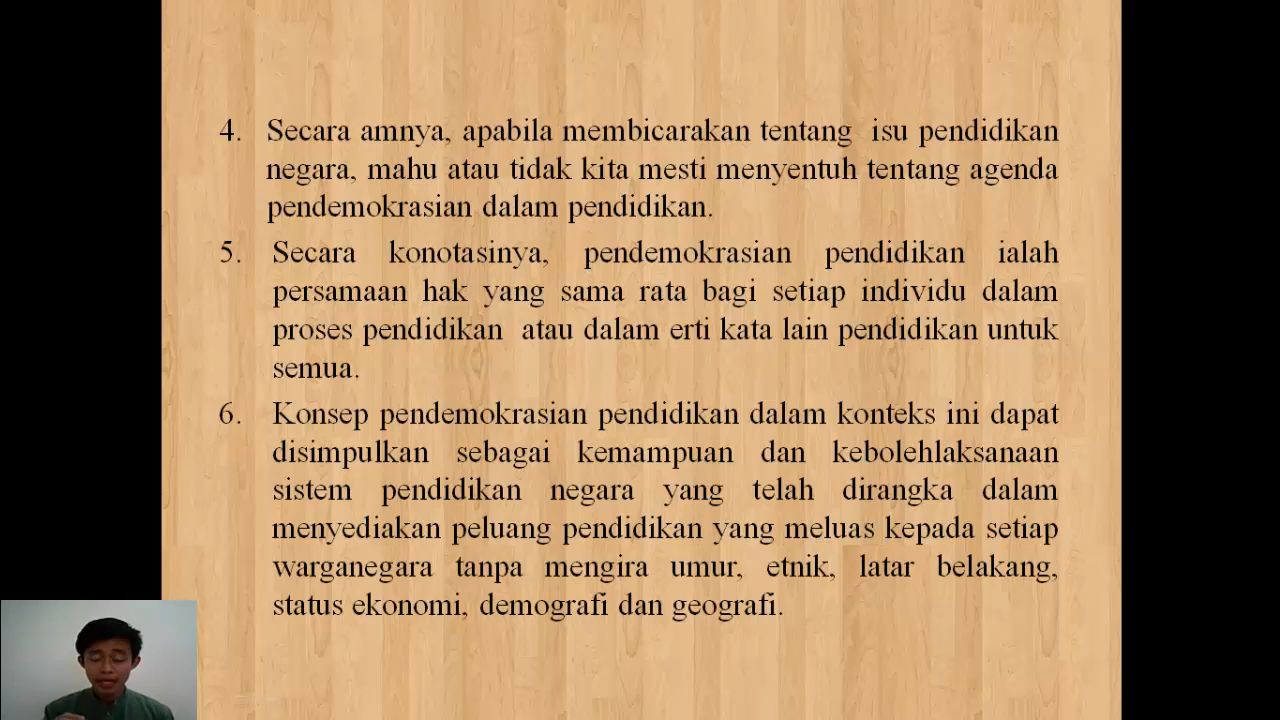 4. Secara amnya, apabila membicarakan tentang isu pendidikan
negara, mahu atau tidak kita mesti menyentuh tentang agenda
pendemokrasian dalam pendidikan.
5. Secara konotasinya, pendemokrasian pendidikan ialah
persamaan hak yang sama rata bagi setiap individu dalam
proses pendidikan atau dalam erti kata lain pendidikan untuk
semua.
6. Konsep pendemokrasian pendidikan dalam konteks ini dapat
disimpulkan sebagai kemampuan dan kebolehlaksanaan
sistem pendidikan negara yang telah dirangka dalam
menyediakan peluang pendidikan yang meluas kepada setiap
warganegara tanpa mengira umur, etnik, latar belakang,
status ekonomi, demografi dan geografi.